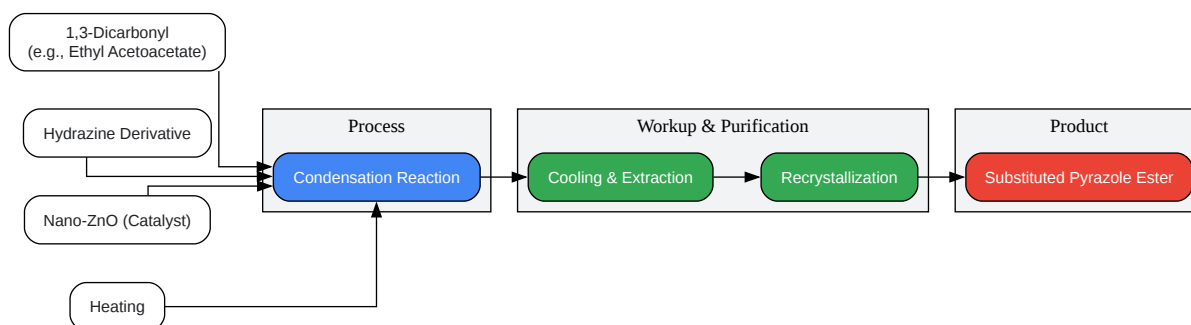 1,3-Dicarbonyl
(e.g., Ethyl Acetoacetate)
Hydrazine Derivative
Nano-ZnO (Catalyst)
Heating
Process
Condensation Reaction
Workup & Purification
Cooling & Extraction
Recrystallization
Product
Substituted Pyrazole Ester